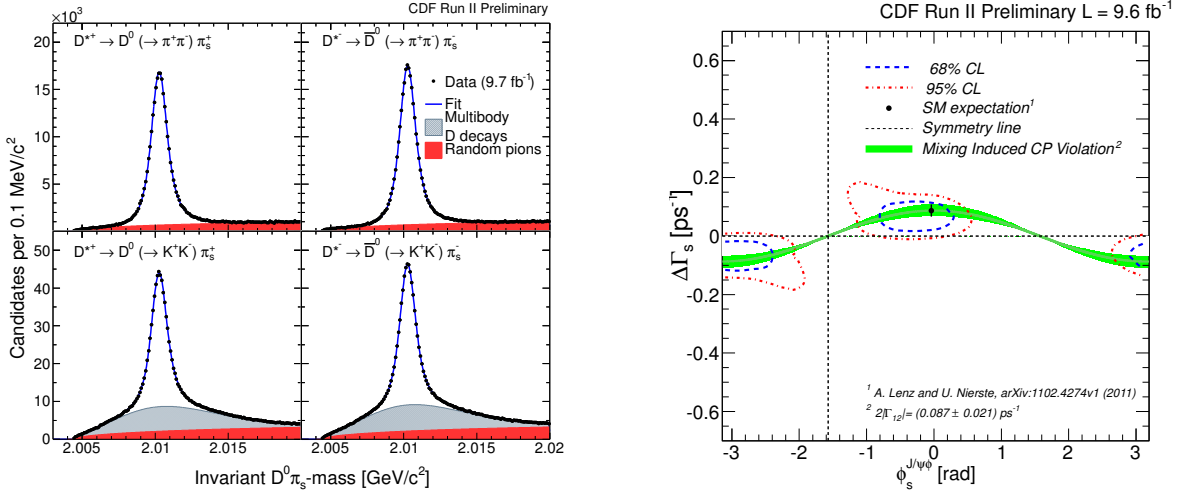 ×10³
CDF Run II Preliminary
D*⁺ → D⁰ (→ π⁺π⁻) πₛ⁺
D*⁻ → D̅⁰ (→ π⁺π⁻) πₛ⁻
Data (9.7 fb⁻¹)
Fit
Multibody
D decays
Random pions
20
15
10
5
0
D*⁺ → D⁰ (→ K⁺K⁻) πₛ⁺
D*⁻ → D̅⁰ (→ K⁺K⁻) πₛ⁻
50
40
30
20
10
0
2.005 2.01 2.015 2.005 2.01 2.015 2.02
Candidates per 0.1 MeV/c²
Invariant D⁰πₛ-mass [GeV/c²]
CDF Run II Preliminary L = 9.6 fb⁻¹
68% CL
95% CL
SM expectation¹
Symmetry line
Mixing Induced CP Violation²
0.6
0.4
0.2
0
-0.2
-0.4
-0.6
ΔΓₛ [ps⁻¹]
¹ A. Lenz and U. Nierste, arXiv:1102.4274v1 (2011)
² 2|Γ₁₂|= (0.087 ± 0.021) ps⁻¹
-3 -2 -1 0 1 2 3
ϕₛᴶ/ψϕ [rad]